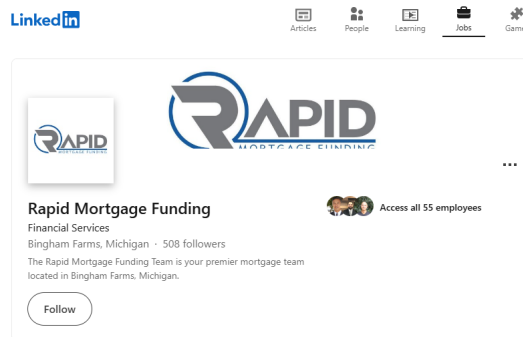 Linked in
Articles
People
Learning
Jobs
RAPID
MORTGAGE FUNDING
RAPID
MORTGAGE FUNDING
Rapid Mortgage Funding
Access all 55 employees
Financial Services
Bingham Farms, Michigan · 508 followers
The Rapid Mortgage Funding Team is your premier mortgage team
located in Bingham Farms, Michigan.
Follow